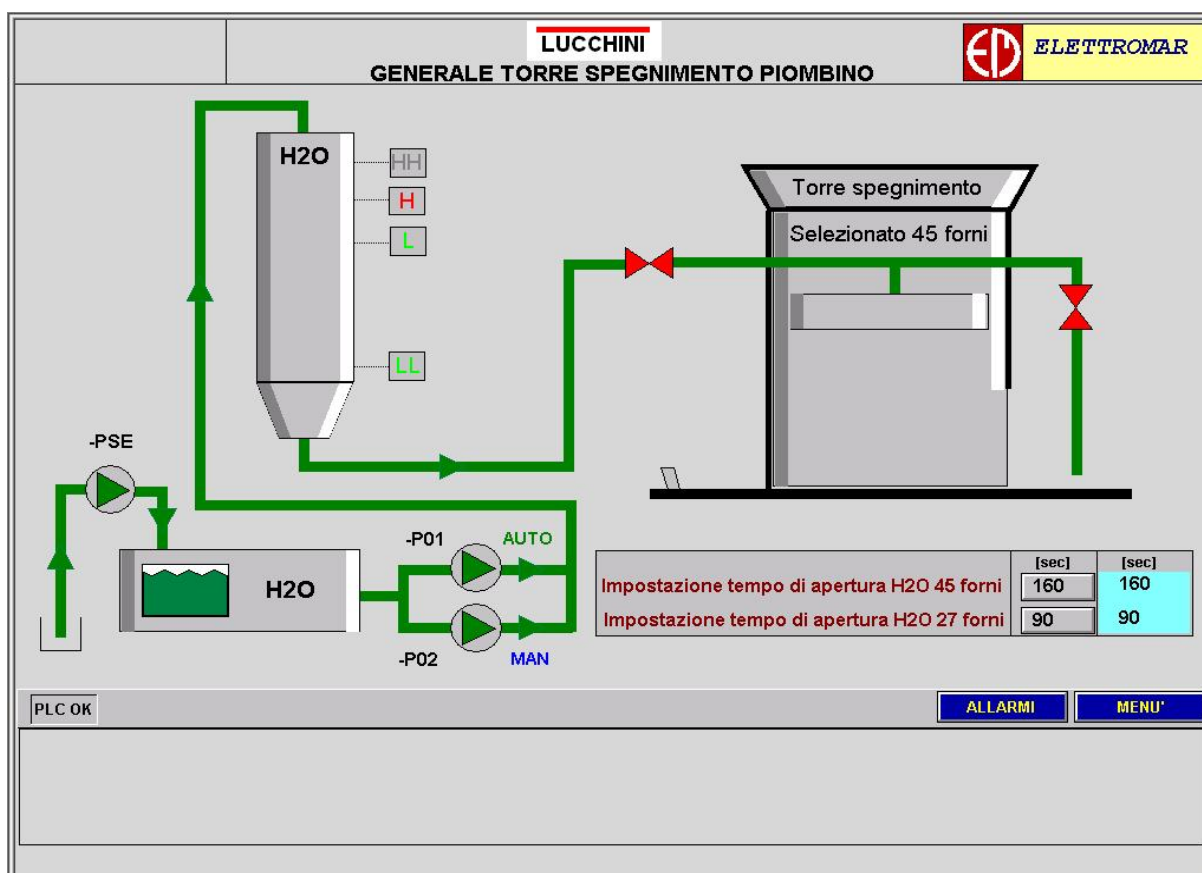 LUCCHINI
GENERALE TORRE SPEGNIMENTO PIOMBINO
EM ELETTROMAR
H2O
HH
H
L
LL
Torre spegnimento
Selezionato 45 forni
-PSE
H2O
-P01 AUTO
-P02 MAN
[sec] [sec]
Impostazione tempo di apertura H2O 45 forni 160 160
Impostazione tempo di apertura H2O 27 forni 90 90
PLC OK
ALLARMI MENU'